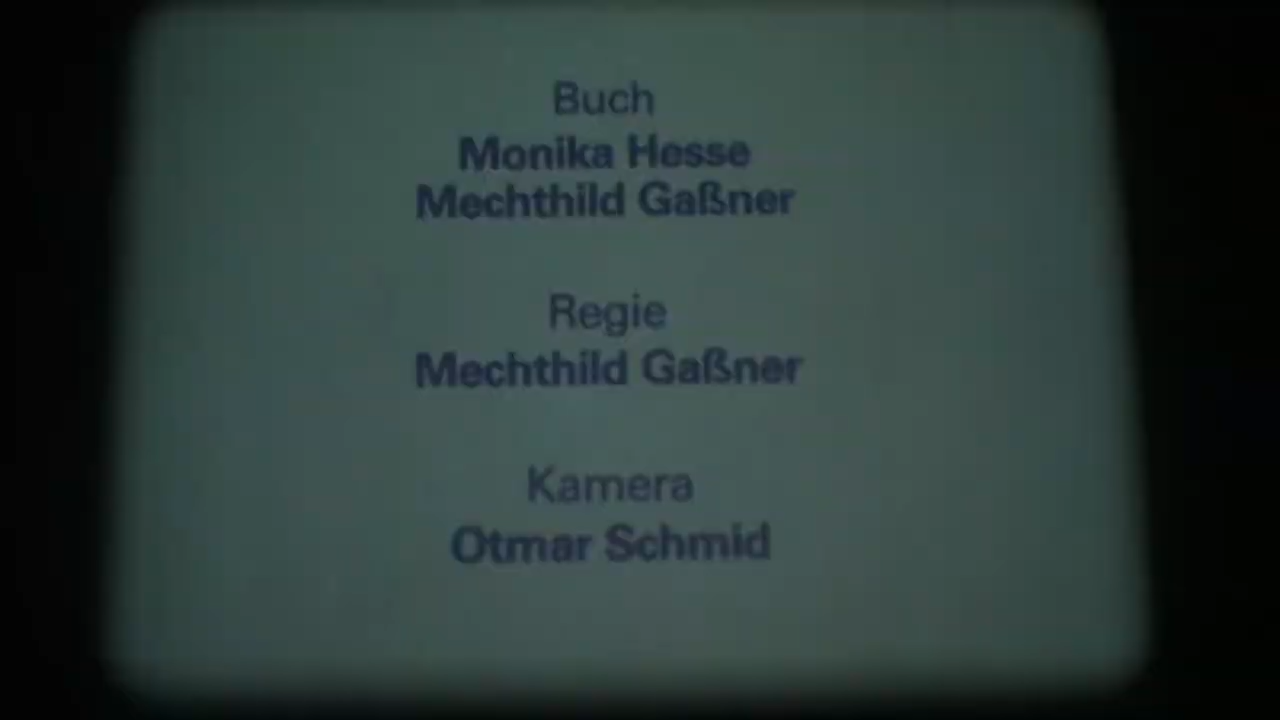 Buch
Monika Hesse
Mechthild Gaßner
Regie
Mechthild Gaßner
Kamera
Otmar Schmid